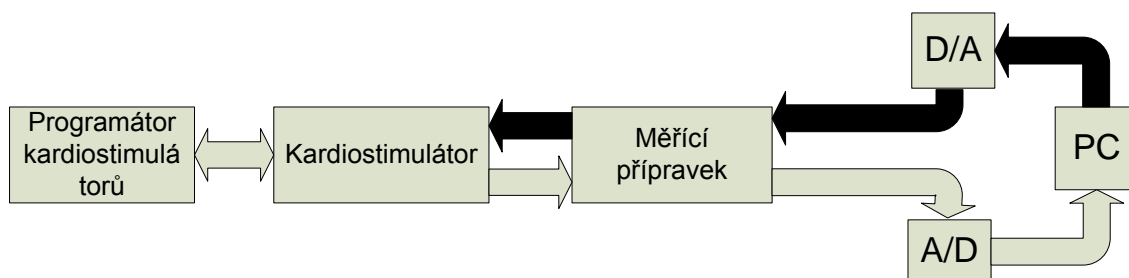 Programátor
kardiostimulá
torů
Kardiostimulátor
Měřící
přípravek
D/A
PC
A/D